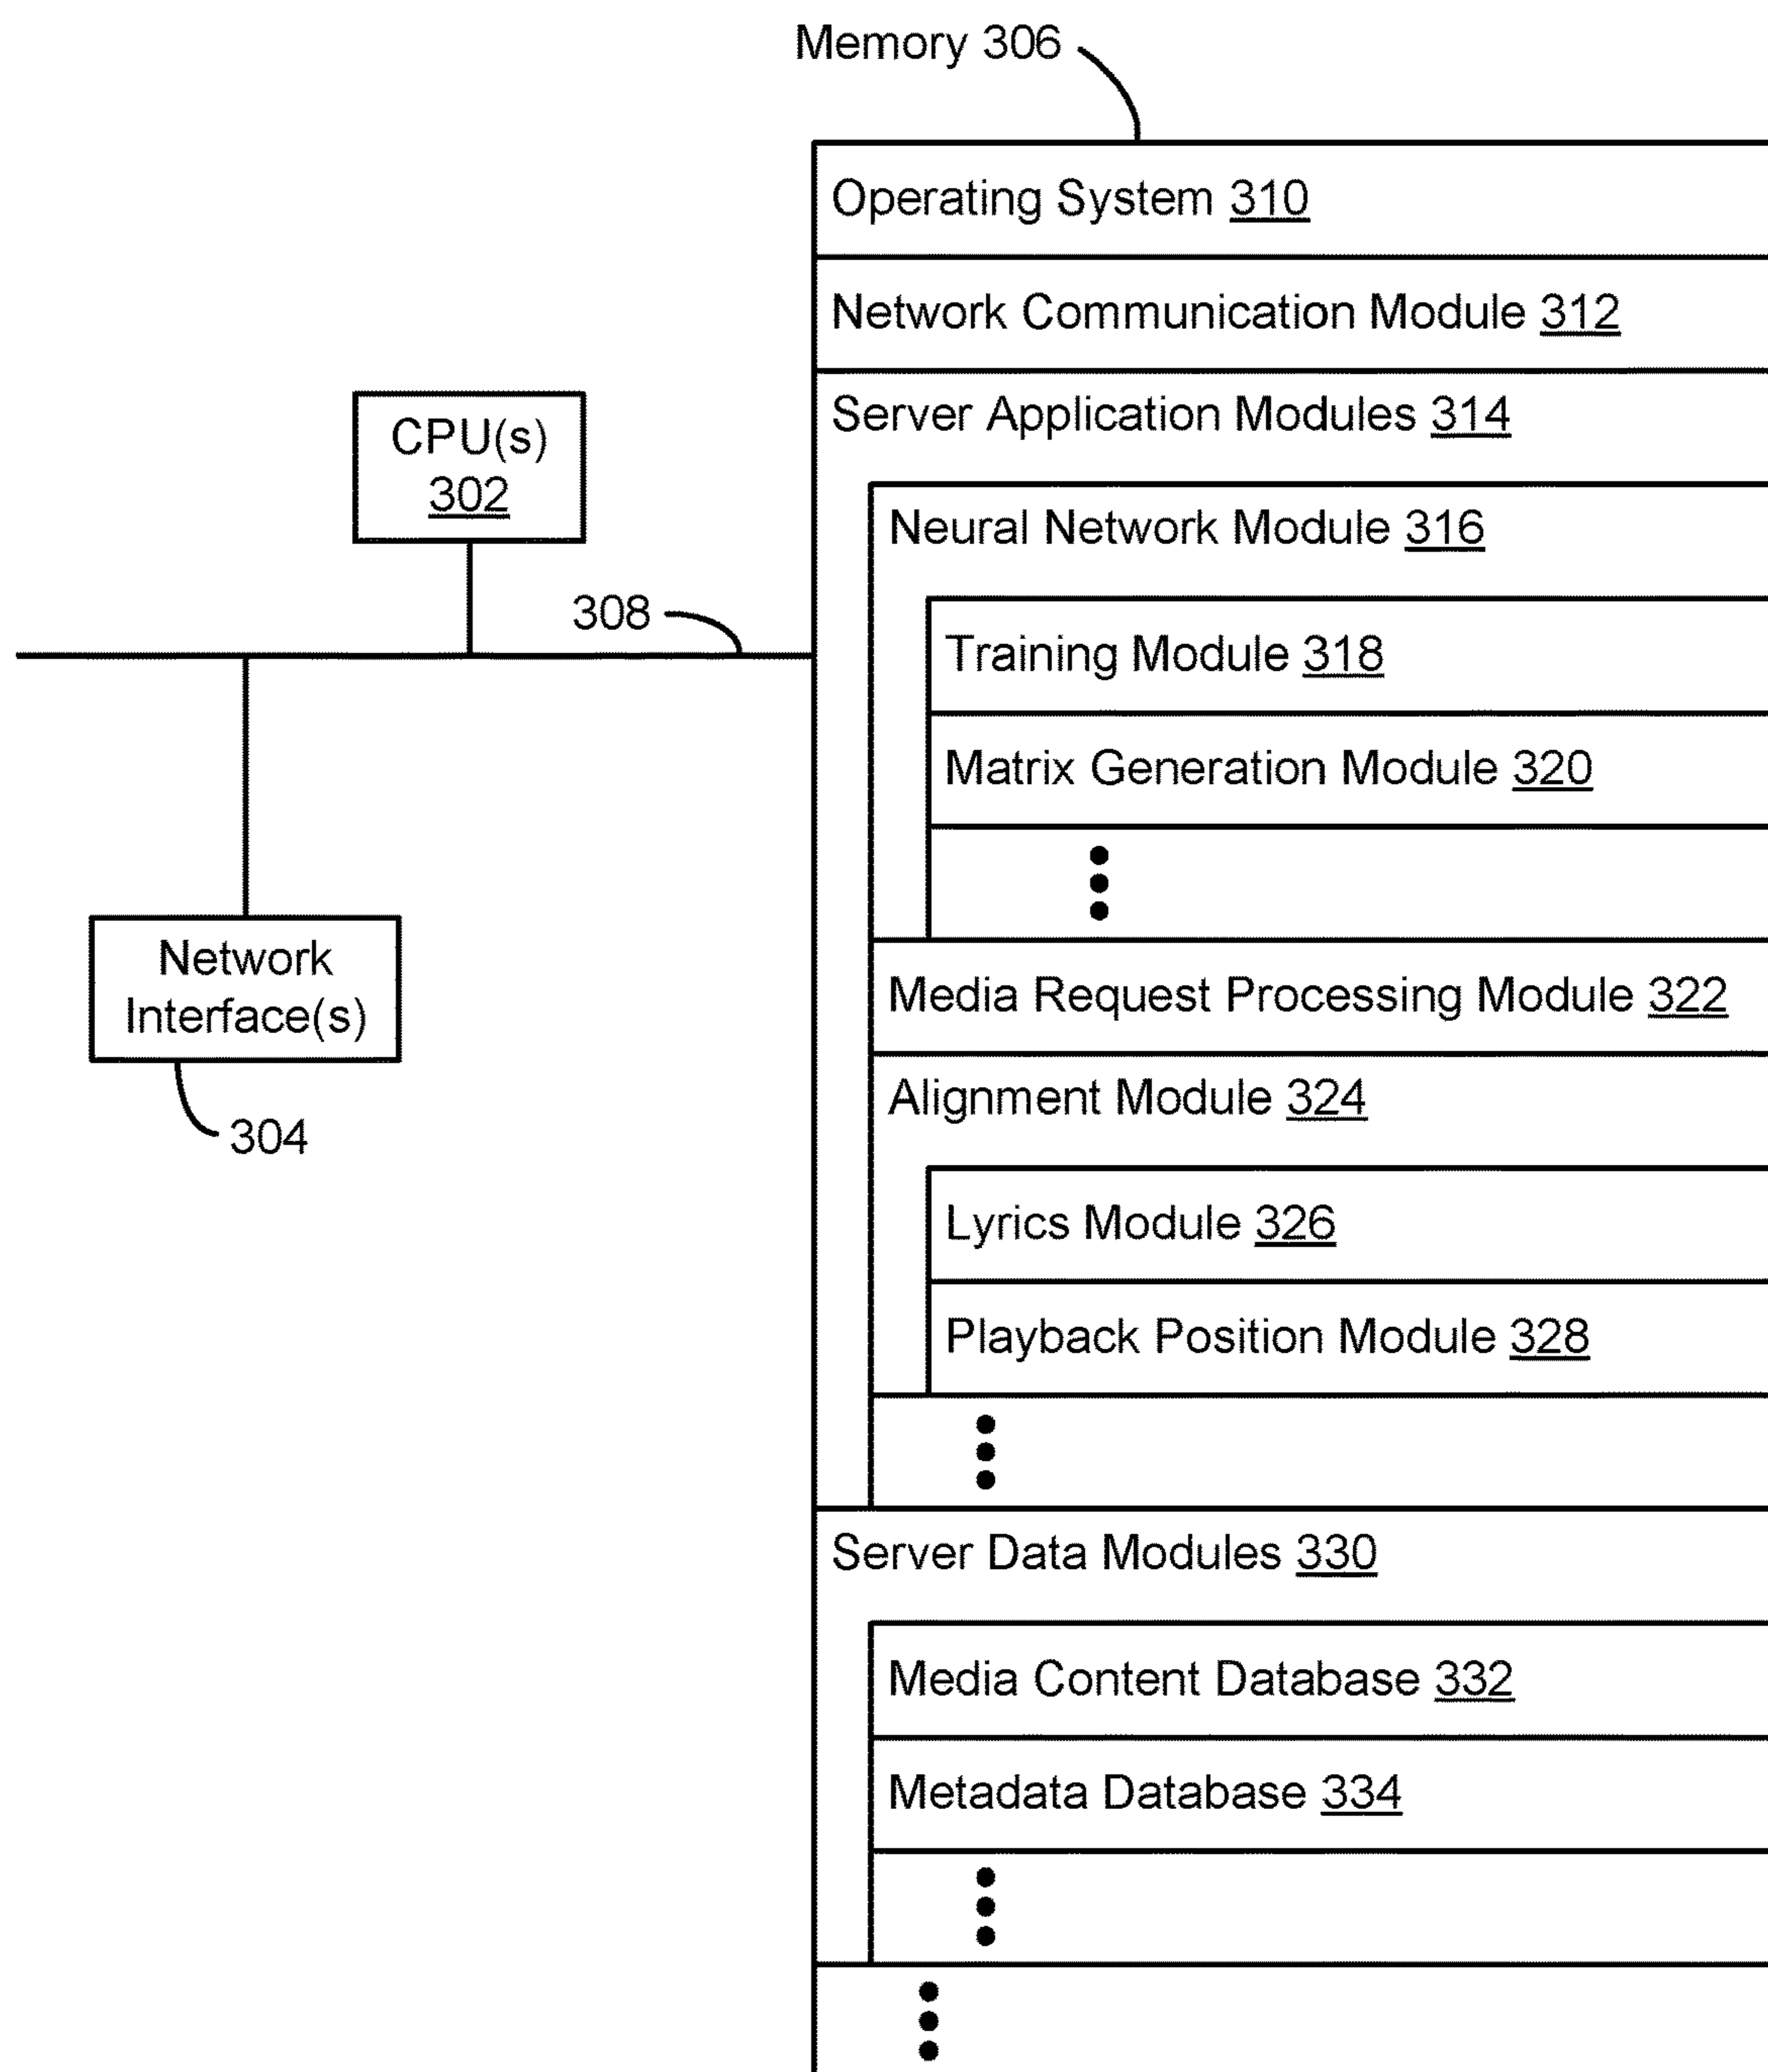 Memory 306
Operating System 310
Network Communication Module 312
Server Application Modules 314
CPU(s)
302
Neural Network Module 316
308
Training Module 318
Matrix Generation Module 320
Network
Interface(s)
304
Media Request Processing Module 322
Alignment Module 324
Lyrics Module 326
Playback Position Module 328
Server Data Modules 330
Media Content Database 332
Metadata Database 334